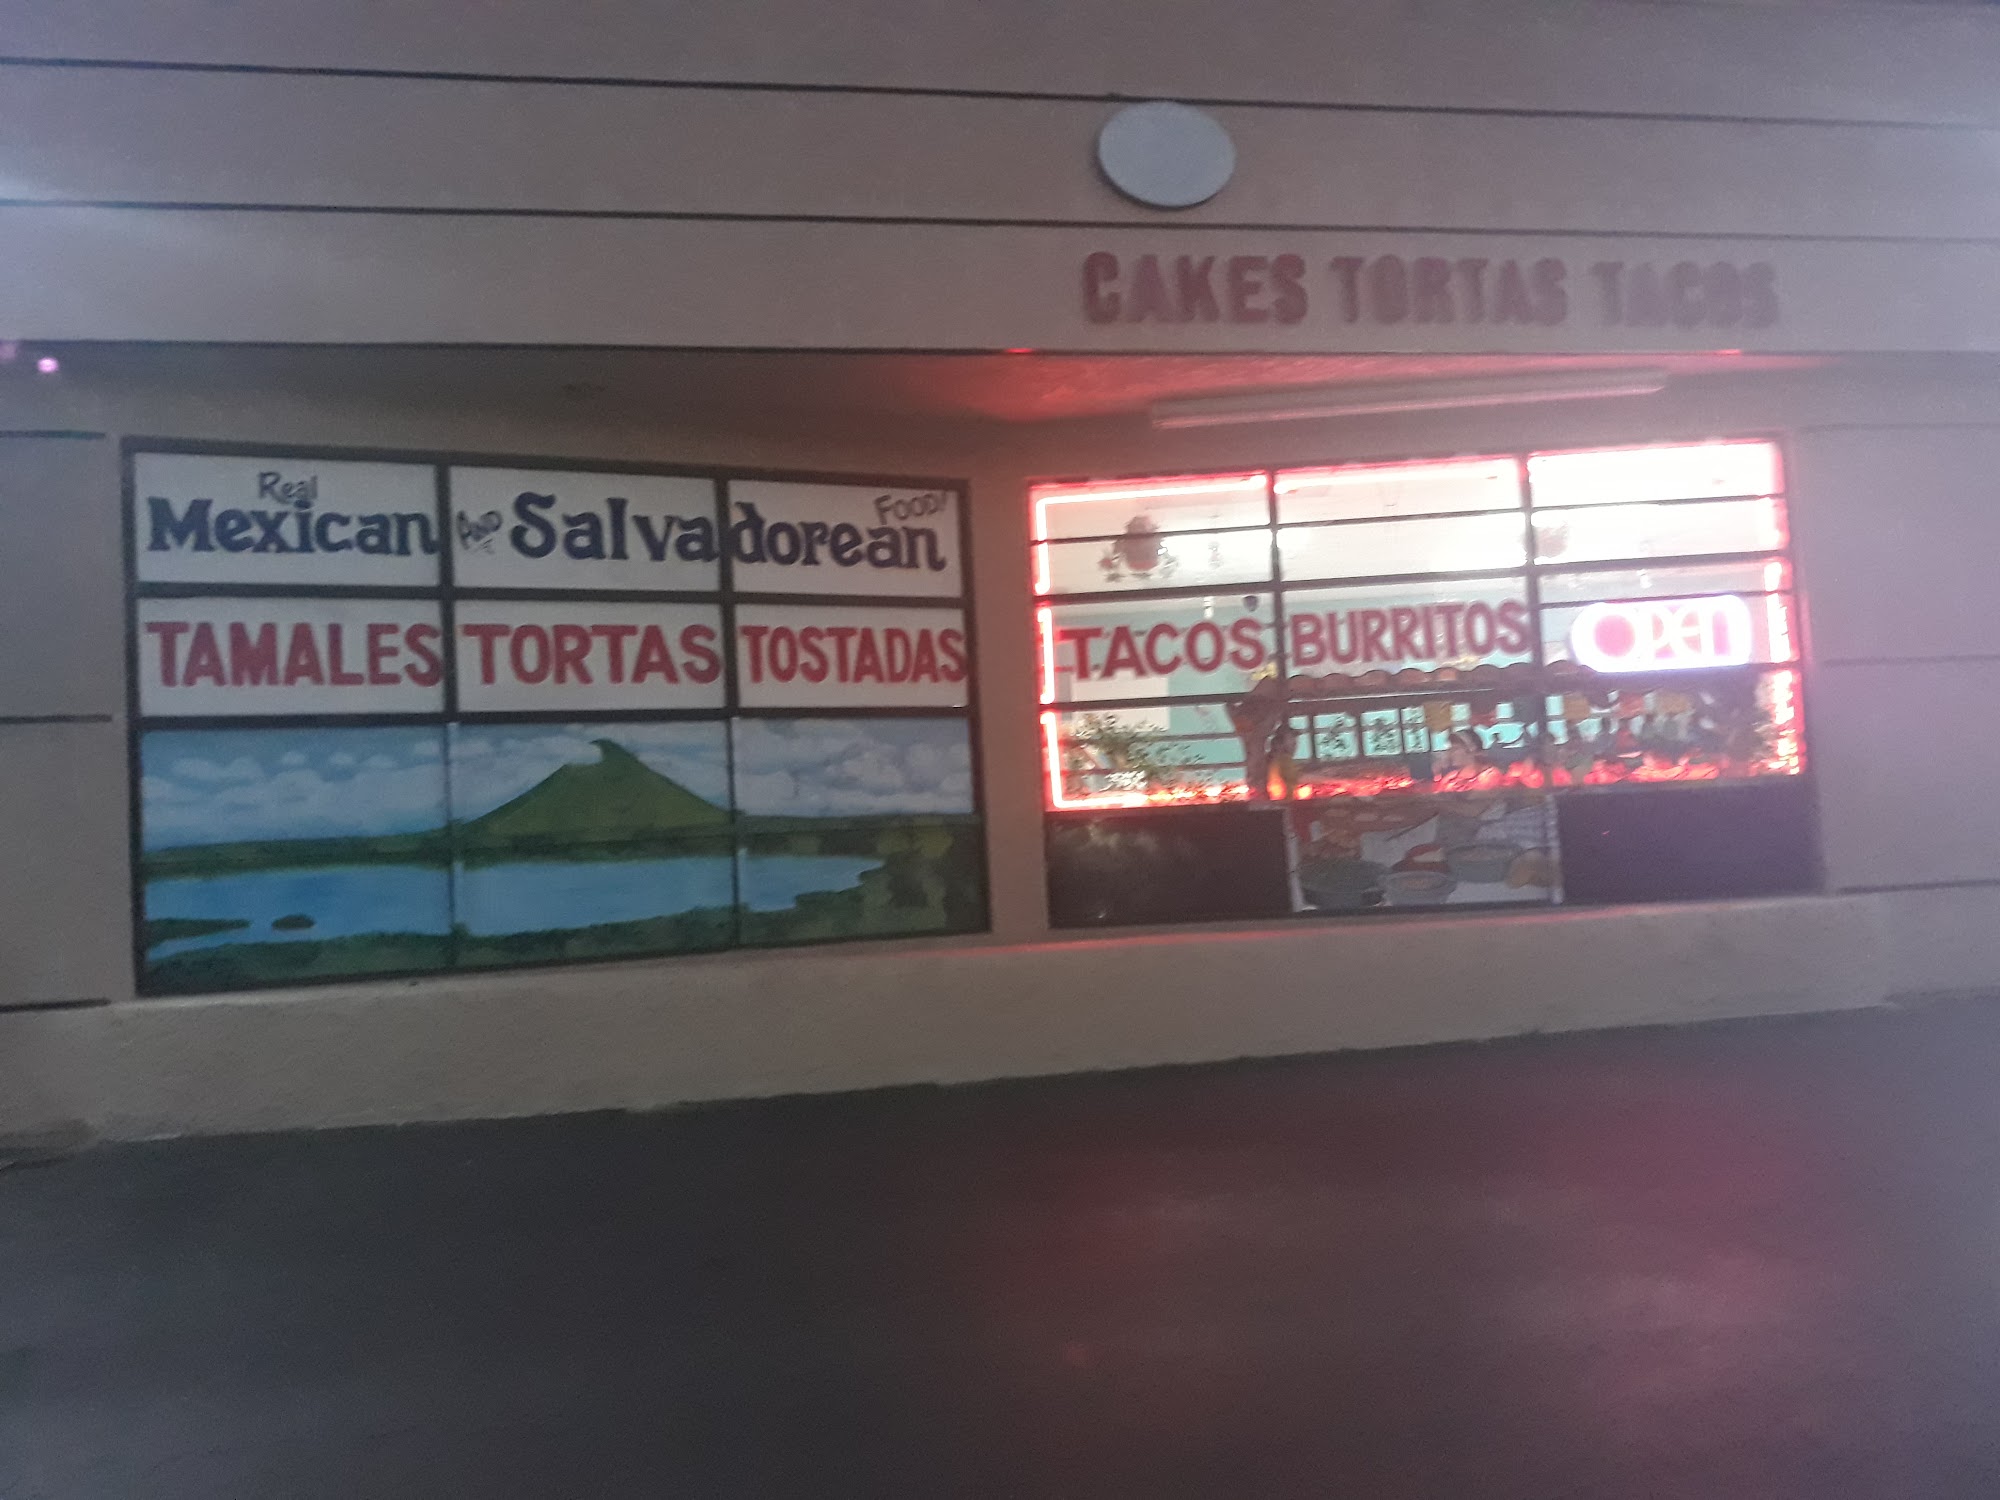 CAKES TORTAS TACOS
Real
Mexican AND Salvadorean FOOD!
TAMALES TORTAS TOSTADAS
TACOS BURRITOS OPEN